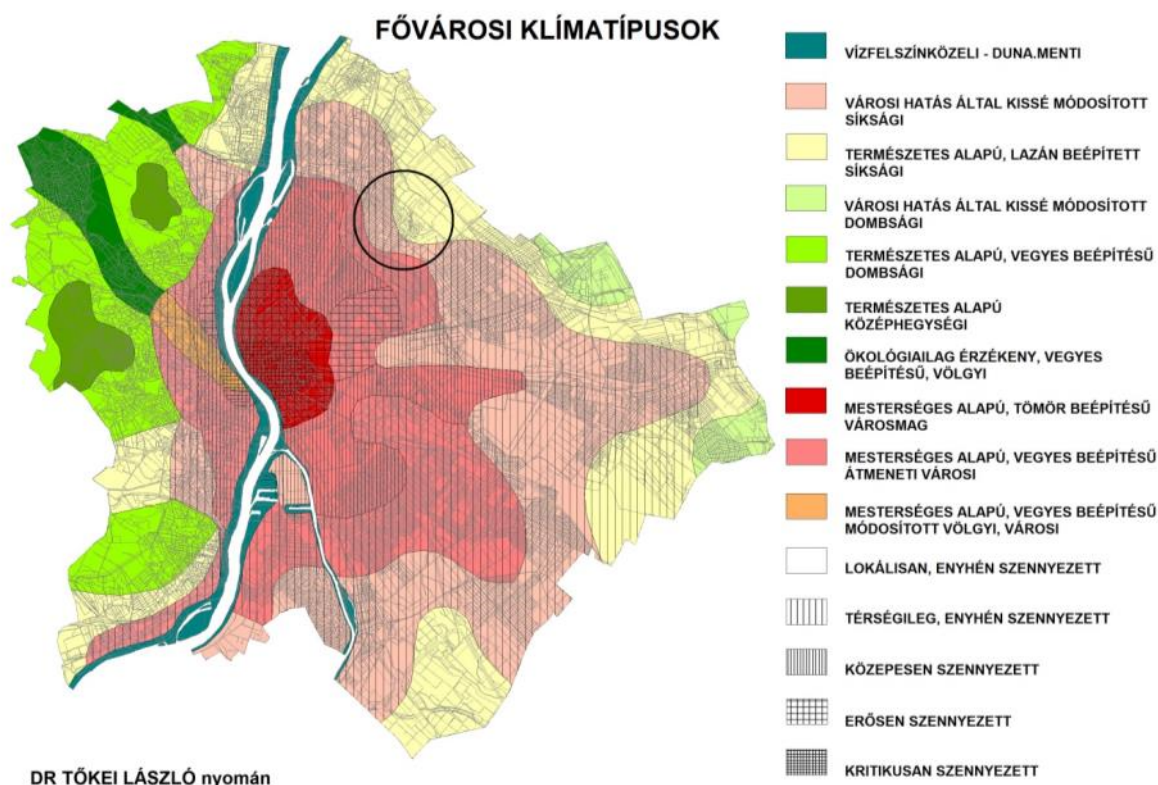 FŐVÁROSI KLÍMATÍPUSOK
VÍZFELSZÍNKÖZELI - DUNA.MENTI
VÁROSI HATÁS ÁLTAL KISSÉ MÓDOSÍTOTT
SÍKSÁGI
TERMÉSZETES ALAPÚ, LAZÁN BEÉPÍTETT
SÍKSÁGI
VÁROSI HATÁS ÁLTAL KISSÉ MÓDOSÍTOTT
DOMBSÁGI
TERMÉSZETES ALAPÚ, VEGYES BEÉPÍTÉSŰ
DOMBSÁGI
TERMÉSZETES ALAPÚ
KÖZÉPHEGYSÉGI
ÖKOLÓGIAILAG ÉRZÉKENY, VEGYES
BEÉPÍTÉSŰ, VÖLGYI
MESTERSÉGES ALAPÚ, TÖMÖR BEÉPÍTÉSŰ
VÁROSMAG
MESTERSÉGES ALAPÚ, VEGYES BEÉPÍTÉSŰ
ÁTMENETI VÁROSI
MESTERSÉGES ALAPÚ, VEGYES BEÉPÍTÉSŰ
MÓDOSÍTOTT VÖLGYI, VÁROSI
LOKÁLISAN, ENYHÉN SZENNYEZETT
TÉRSÉGILEG, ENYHÉN SZENNYEZETT
KÖZEPESEN SZENNYEZETT
ERŐSEN SZENNYEZETT
KRITIKUSAN SZENNYEZETT
DR TŐKEI LÁSZLÓ nyomán